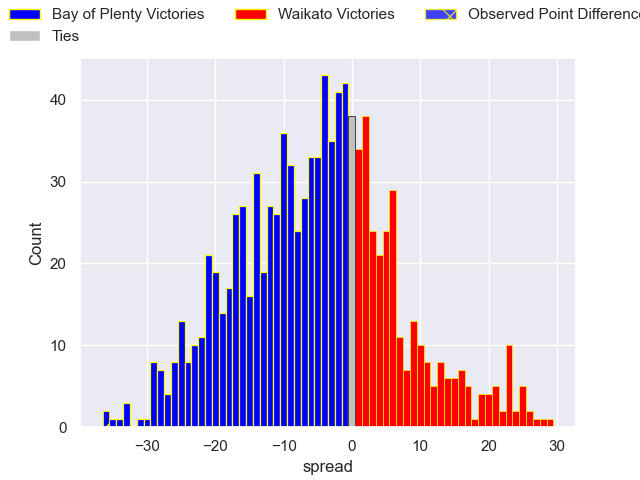 Bay of Plenty Victories Waikato Victories Observed Point Difference
Ties
40
30
20
10
0
Count
−30 −20 −10 0 10 20 30
spread